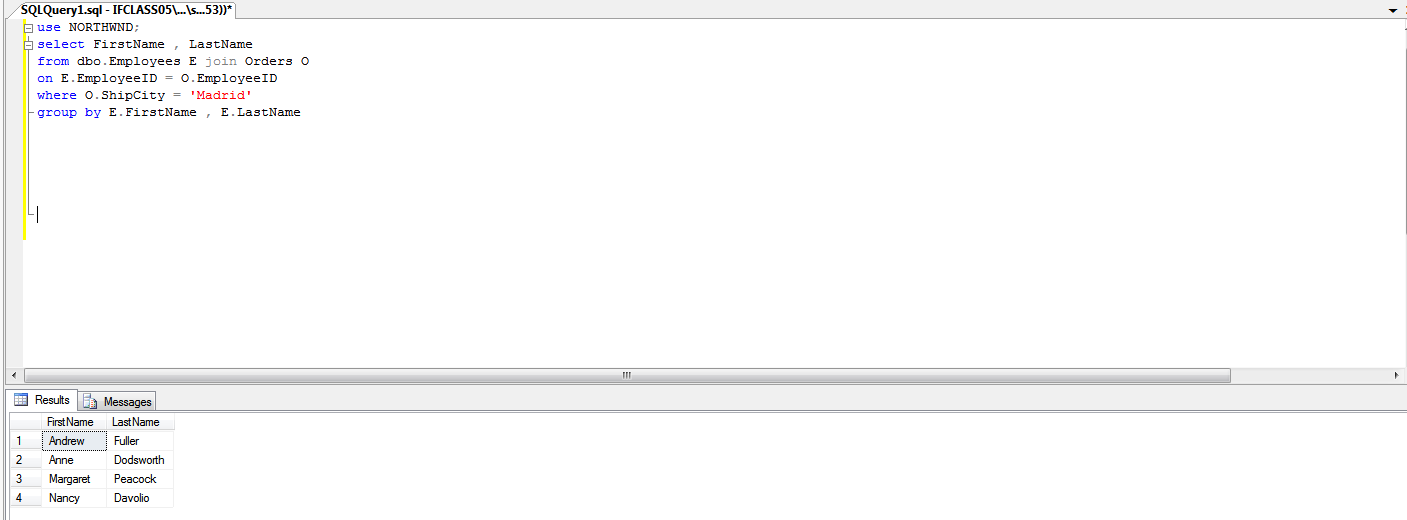 SQLQuery1.sql - IFCLASS05\...\s...53))*
use NORTHWND;
select FirstName , LastName
from dbo.Employees E join Orders O
on E.EmployeeID = O.EmployeeID
where O.ShipCity = 'Madrid'
group by E.FirstName , E.LastName
Results Messages
FirstName LastName
1 Andrew Fuller
2 Anne Dodsworth
3 Margaret Peacock
4 Nancy Davolio